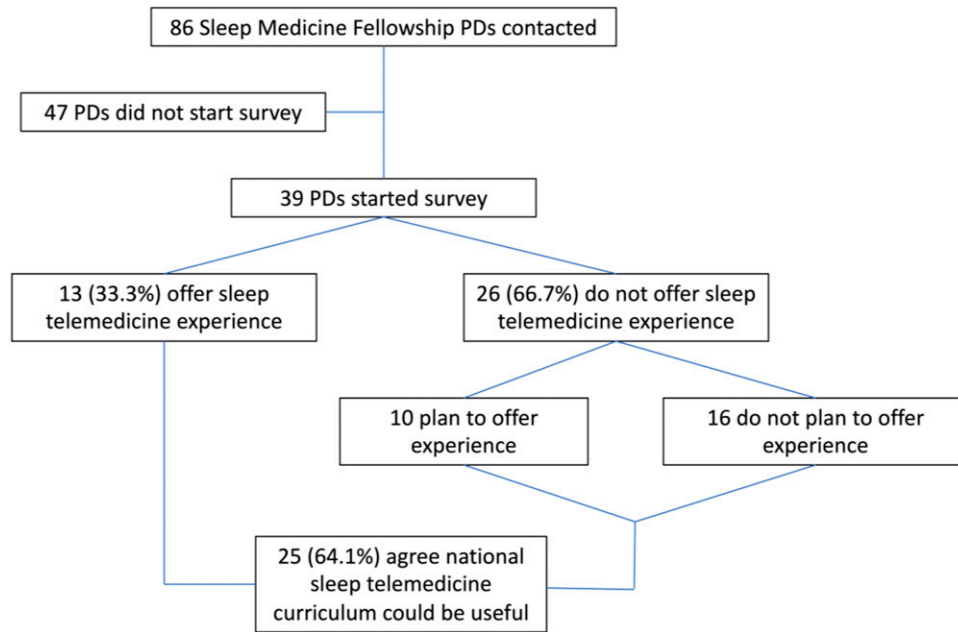 86 Sleep Medicine Fellowship PDs contacted
47 PDs did not start survey
39 PDs started survey
13 (33.3%) offer sleep
telemedicine experience
26 (66.7%) do not offer sleep
telemedicine experience
10 plan to offer
experience
16 do not plan to offer
experience
25 (64.1%) agree national
sleep telemedicine
curriculum could be useful